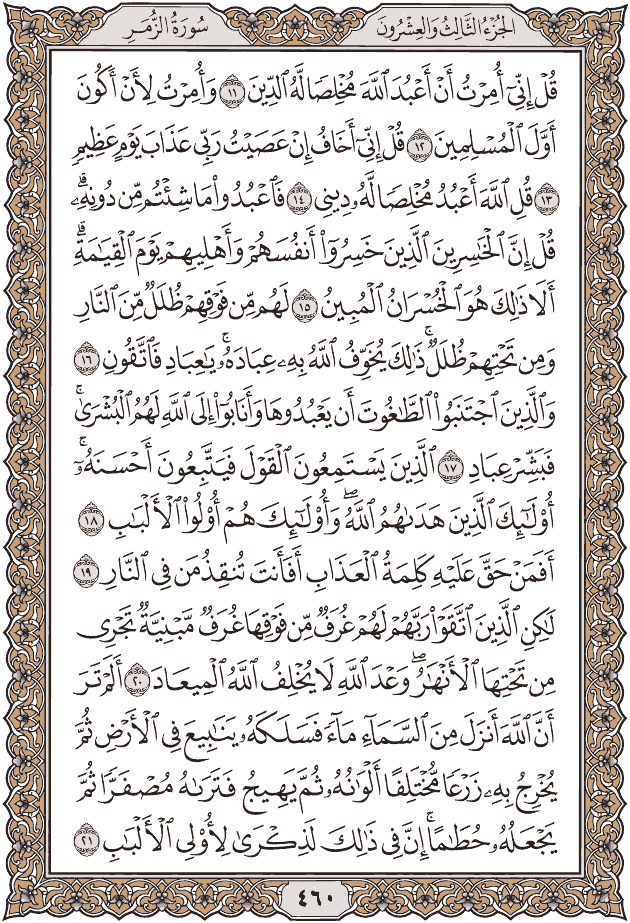 الجزء الثالث والعشرون
سورة الزمر
قُلْ إِنِّىٓ أُمِرْتُ أَنْ أَعْبُدَ ٱللَّهَ مُخْلِصًا لَّهُ ٱلدِّينَ ١١ وَأُمِرْتُ لِأَنْ أَكُونَ
أَوَّلَ ٱلْمُسْلِمِينَ ١٢ قُلْ إِنِّىٓ أَخَافُ إِنْ عَصَيْتُ رَبِّى عَذَابَ يَوْمٍ عَظِيمٍ
١٣ قُلِ ٱللَّهَ أَعْبُدُ مُخْلِصًا لَّهُۥ دِينِى ١٤ فَٱعْبُدُوا۟ مَا شِئْتُم مِّن دُونِهِۦ ۗ
قُلْ إِنَّ ٱلْخَـٰسِرِينَ ٱلَّذِينَ خَسِرُوٓا۟ أَنفُسَهُمْ وَأَهْلِيهِمْ يَوْمَ ٱلْقِيَـٰمَةِ ۗ
أَلَا ذَٰلِكَ هُوَ ٱلْخُسْرَانُ ٱلْمُبِينُ ١٥ لَهُم مِّن فَوْقِهِمْ ظُلَلٌ مِّنَ ٱلنَّارِ
وَمِن تَحْتِهِمْ ظُلَلٌ ۚ ذَٰلِكَ يُخَوِّفُ ٱللَّهُ بِهِۦ عِبَادَهُۥ ۚ يَـٰعِبَادِ فَٱتَّقُونِ ١٦
وَٱلَّذِينَ ٱجْتَنَبُوا۟ ٱلطَّـٰغُوتَ أَن يَعْبُدُوهَا وَأَنَابُوٓا۟ إِلَى ٱللَّهِ لَهُمُ ٱلْبُشْرَىٰ ۚ
فَبَشِّرْ عِبَادِ ١٧ ٱلَّذِينَ يَسْتَمِعُونَ ٱلْقَوْلَ فَيَتَّبِعُونَ أَحْسَنَهُۥٓ ۚ
أُو۟لَـٰٓئِكَ ٱلَّذِينَ هَدَىٰهُمُ ٱللَّهُ ۖ وَأُو۟لَـٰٓئِكَ هُمْ أُو۟لُوا۟ ٱلْأَلْبَـٰبِ ١٨
أَفَمَنْ حَقَّ عَلَيْهِ كَلِمَةُ ٱلْعَذَابِ أَفَأَنتَ تُنقِذُ مَن فِى ٱلنَّارِ ١٩
لَـٰكِنِ ٱلَّذِينَ ٱتَّقَوْا۟ رَبَّهُمْ لَهُمْ غُرَفٌ مِّن فَوْقِهَا غُرَفٌ مَّبْنِيَّةٌ تَجْرِى
مِن تَحْتِهَا ٱلْأَنْهَـٰرُ ۖ وَعْدَ ٱللَّهِ لَا يُخْلِفُ ٱللَّهُ ٱلْمِيعَادَ ٢٠ أَلَمْ تَرَ
أَنَّ ٱللَّهَ أَنزَلَ مِنَ ٱلسَّمَآءِ مَآءً فَسَلَكَهُۥ يَنَـٰبِيعَ فِى ٱلْأَرْضِ ثُمَّ
يُخْرِجُ بِهِۦ زَرْعًا مُّخْتَلِفًا أَلْوَٰنُهُۥ ثُمَّ يَهِيجُ فَتَرَىٰهُ مُصْفَرًّا ثُمَّ
يَجْعَلُهُۥ حُطَـٰمًا ۚ إِنَّ فِى ذَٰلِكَ لَذِكْرَىٰ لِأُو۟لِى ٱلْأَلْبَـٰبِ ٢١
٤٦٠